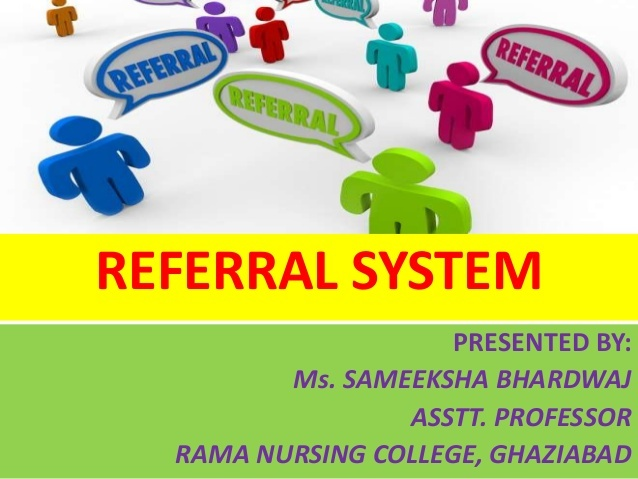 REFERRAL
REFERRAL
REFERRAL
REFERRAL SYSTEM
PRESENTED BY:
Ms. SAMEEKSHA BHARDWAJ
ASSTT. PROFESSOR
RAMA NURSING COLLEGE, GHAZIABAD